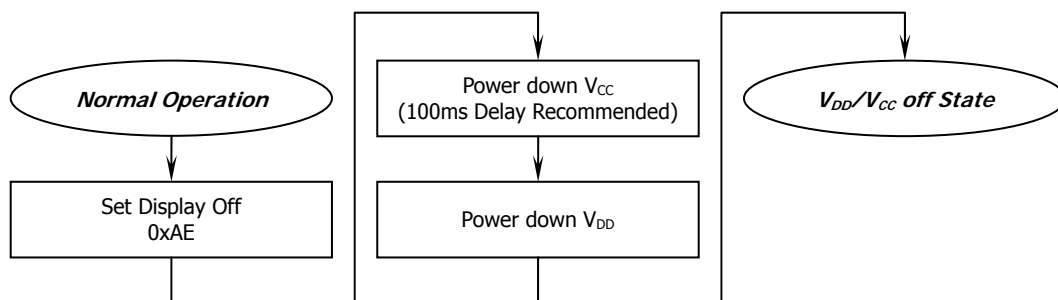 Normal Operation
Set Display Off
0xAE
Power down VCC
(100ms Delay Recommended)
Power down VDD
VDD/VCC off State